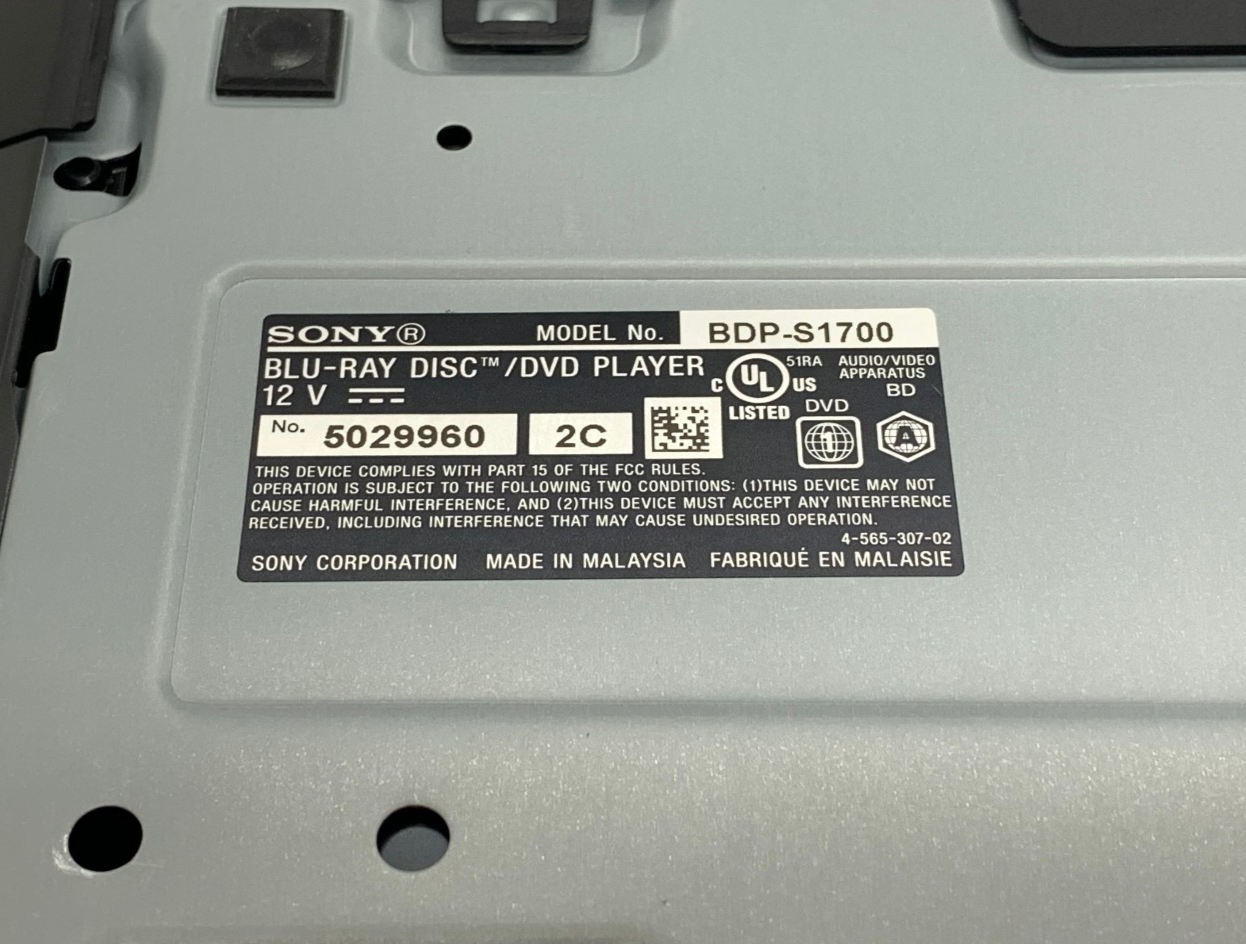 SONY® MODEL No. BDP-S1700
BLU-RAY DISC™/DVD PLAYER
12 V ⎓
C UL US
LISTED
51RA
AUDIO/VIDEO
APPARATUS
BD
DVD
1
A
No. 5029960 2C
THIS DEVICE COMPLIES WITH PART 15 OF THE FCC RULES.
OPERATION IS SUBJECT TO THE FOLLOWING TWO CONDITIONS: (1)THIS DEVICE MAY NOT
CAUSE HARMFUL INTERFERENCE, AND (2)THIS DEVICE MUST ACCEPT ANY INTERFERENCE
RECEIVED, INCLUDING INTERFERENCE THAT MAY CAUSE UNDESIRED OPERATION.
4-565-307-02
SONY CORPORATION MADE IN MALAYSIA FABRIQUÉ EN MALAISIE